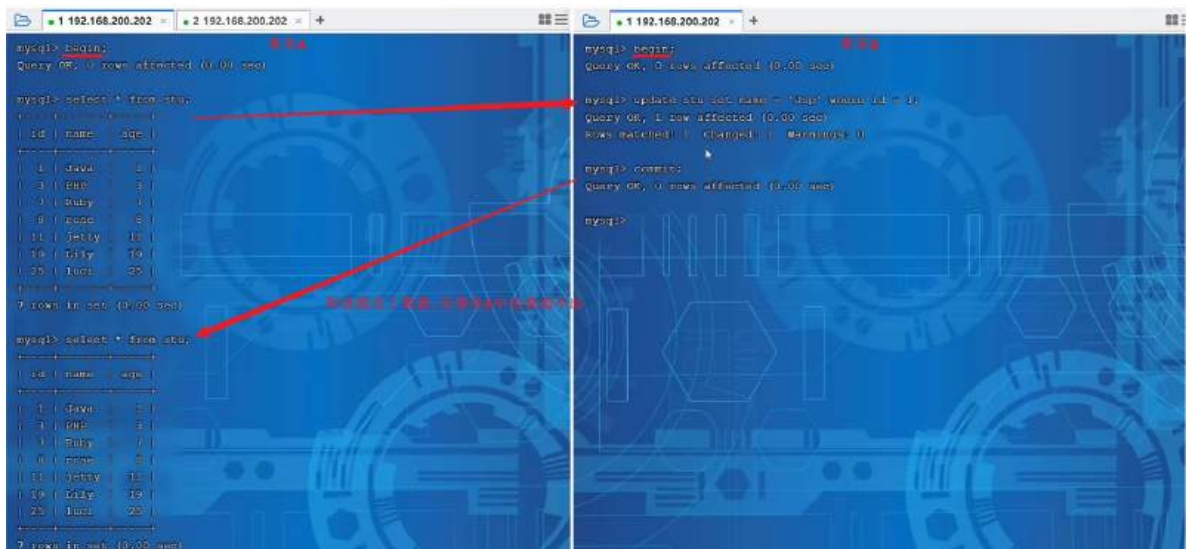 1 192.168.200.202 × 2 192.168.200.202 × +
mysql> begin;
Query OK, 0 rows affected (0.00 sec)
mysql> select * from stu;
| id | name | age |
| 1 | Java | 1 |
| 3 | PHP | 3 |
| 7 | Ruby | 7 |
| 8 | rose | 8 |
| 11 | jetty | 11 |
| 19 | Lily | 19 |
| 25 | luci | 25 |
7 rows in set (0.00 sec)
mysql> select * from stu;
| id | name | age |
| 1 | Java | 1 |
| 3 | PHP | 3 |
| 7 | Ruby | 7 |
| 8 | rose | 8 |
| 11 | jetty | 11 |
| 19 | Lily | 19 |
| 25 | luci | 25 |
7 rows in set (0.00 sec)
1 192.168.200.202 × +
mysql> begin;
Query OK, 0 rows affected (0.00 sec)
mysql> update stu set name = 'Jsp' where id = 1;
Query OK, 1 row affected (0.00 sec)
Rows matched: 1 Changed: 1 Warnings: 0
mysql> commit;
Query OK, 0 rows affected (0.00 sec)
mysql>